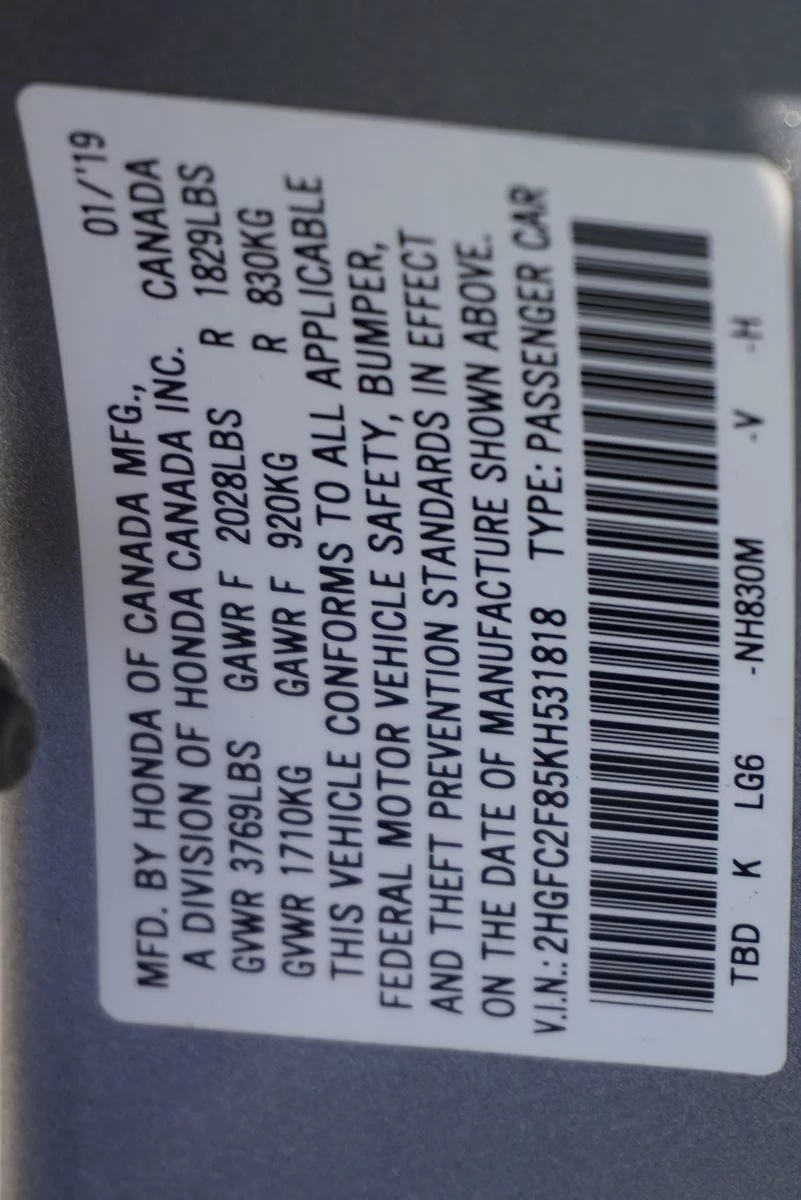 01/'19
MFD. BY HONDA OF CANADA MFG.,
A DIVISION OF HONDA CANADA INC. CANADA
GVWR 3769LBS GAWR F 2028LBS R 1829LBS
GVWR 1710KG GAWR F 920KG R 830KG
THIS VEHICLE CONFORMS TO ALL APPLICABLE
FEDERAL MOTOR VEHICLE SAFETY, BUMPER,
AND THEFT PREVENTION STANDARDS IN EFFECT
ON THE DATE OF MANUFACTURE SHOWN ABOVE.
V.I.N.: 2HGFC2F85KH531818 TYPE: PASSENGER CAR
TBD K LG6 -NH830M -V -H